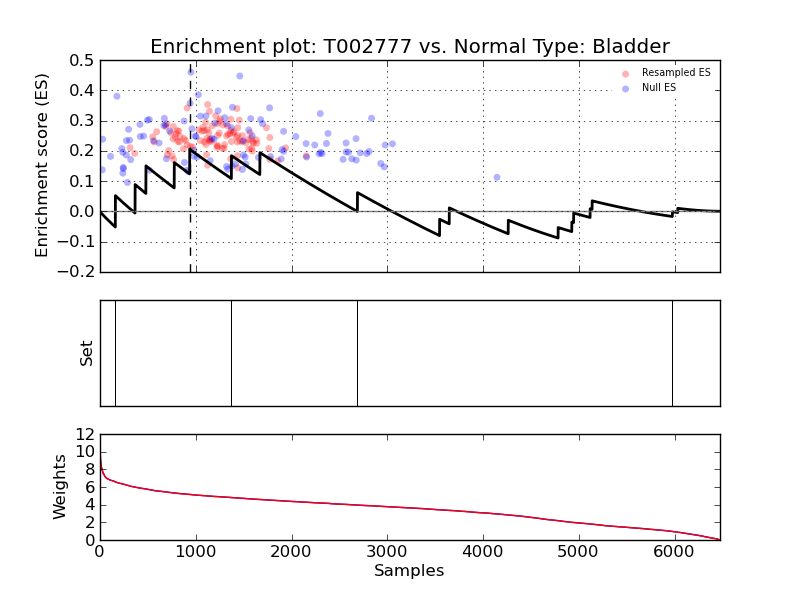 Enrichment plot: T002777 vs. Normal Type: Bladder
Enrichment score (ES)
0.5
0.4
0.3
0.2
0.1
0.0
−0.1
−0.2
Resampled ES
Null ES
Set
Weights
12
10
8
6
4
2
0
0 1000 2000 3000 4000 5000 6000
Samples